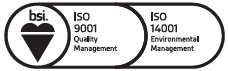 bsi.
ISO
9001
Quality
Management
ISO
14001
Environmental
Management